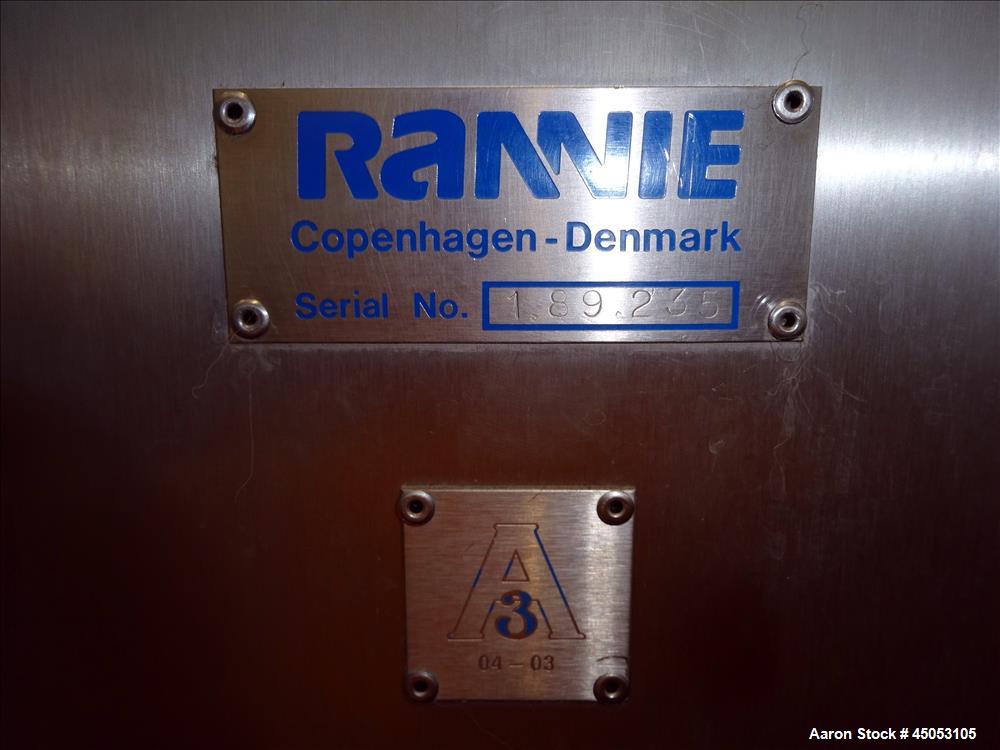 RaNNIE
Copenhagen - Denmark
Serial No. 1.89.235
A
3
04 - 03
Aaron Stock # 45053105